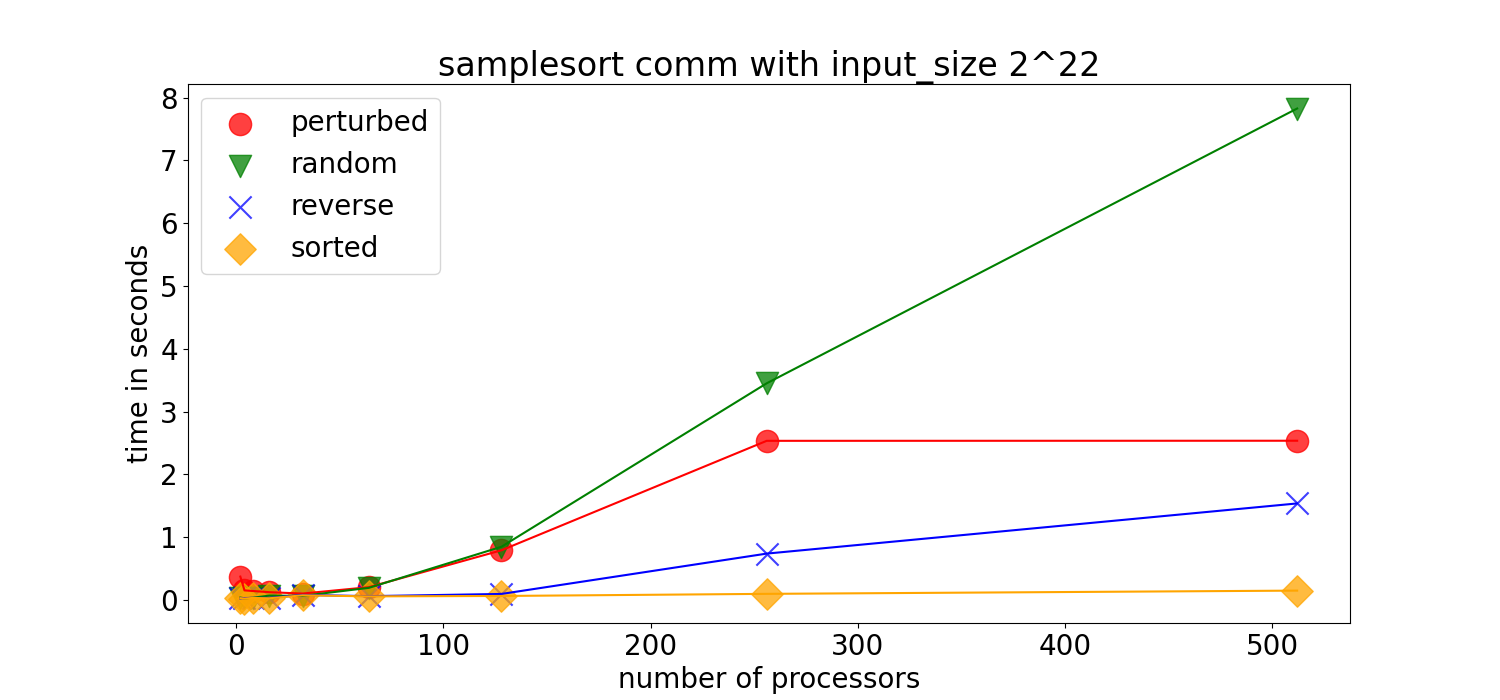 samplesort comm with input_size 2^22
perturbed
random
reverse
sorted
time in seconds
8
7
6
5
4
3
2
1
0
0 100 200 300 400 500
number of processors